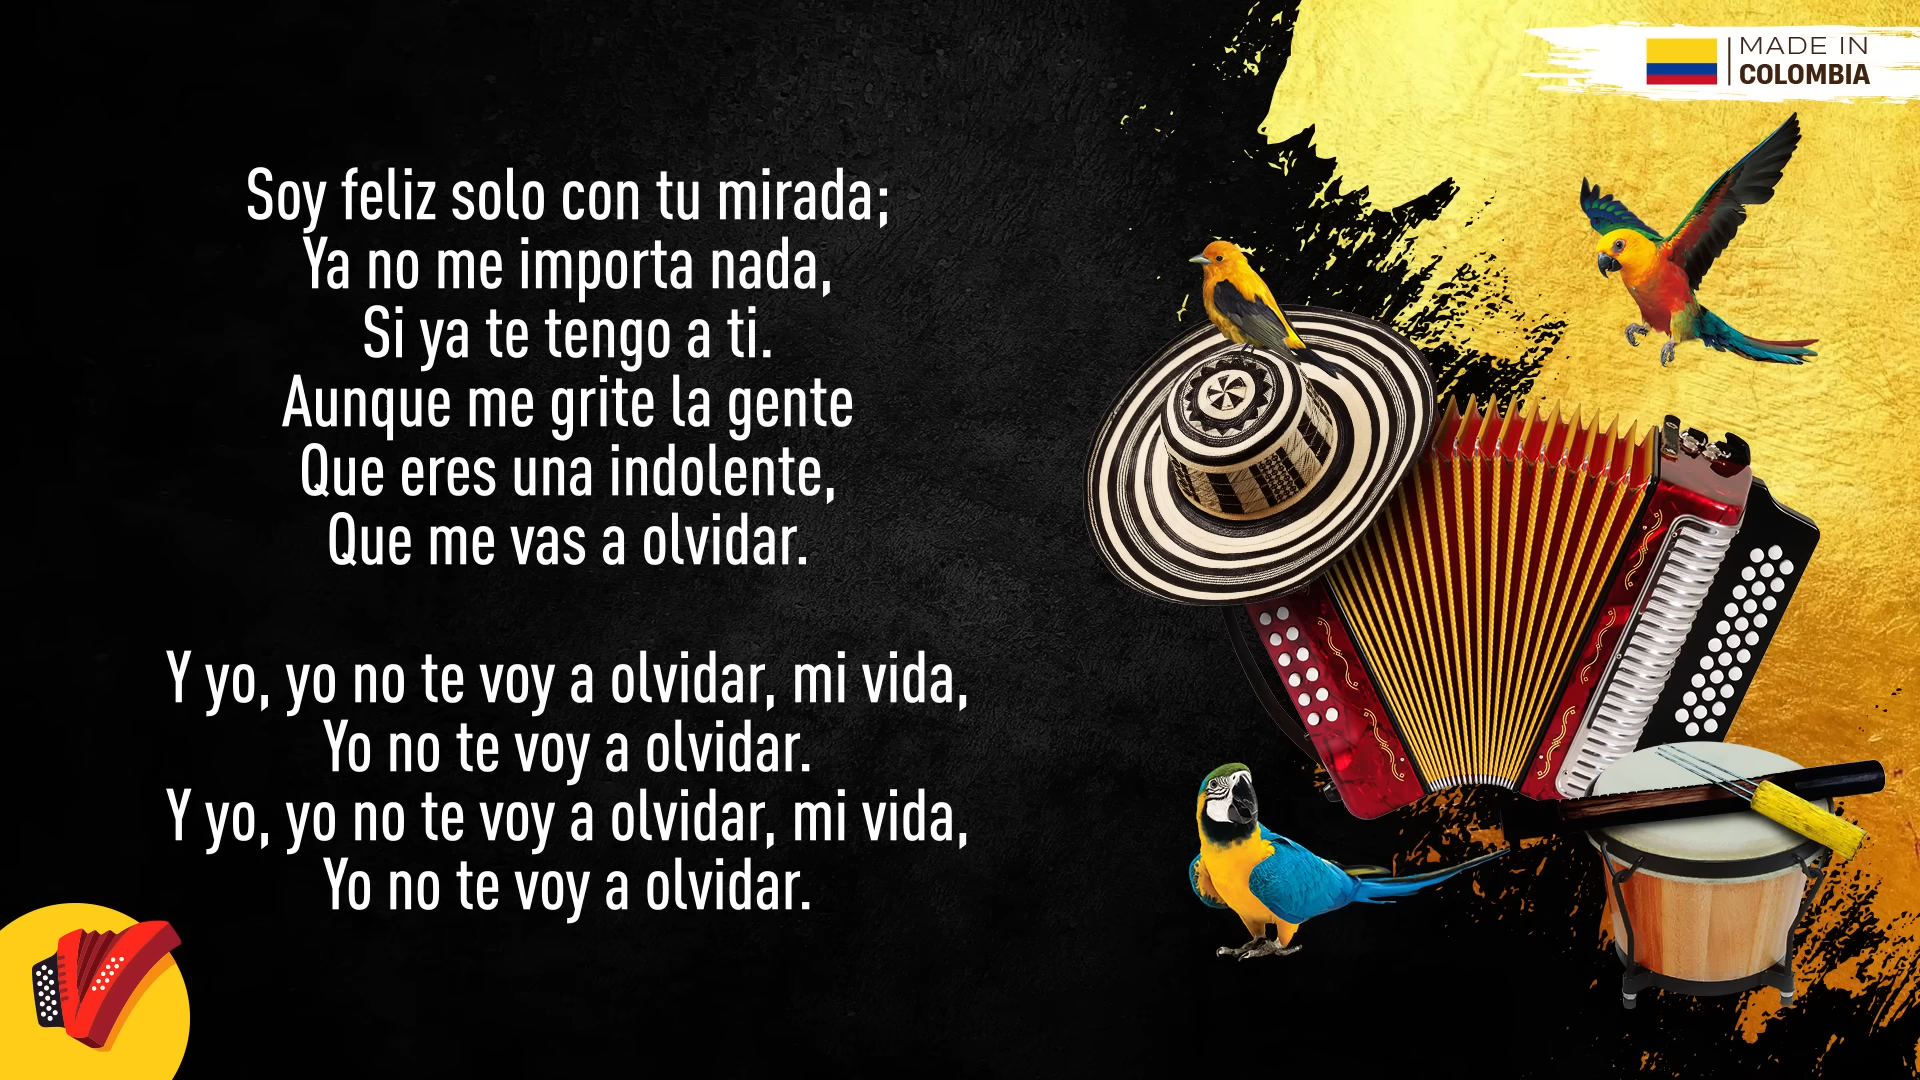 MADE IN
COLOMBIA
Soy feliz solo con tu mirada;
Ya no me importa nada,
Si ya te tengo a ti.
Aunque me grite la gente
Que eres una indolente,
Que me vas a olvidar.
Y yo, yo no te voy a olvidar, mi vida,
Yo no te voy a olvidar.
Y yo, yo no te voy a olvidar, mi vida,
Yo no te voy a olvidar.